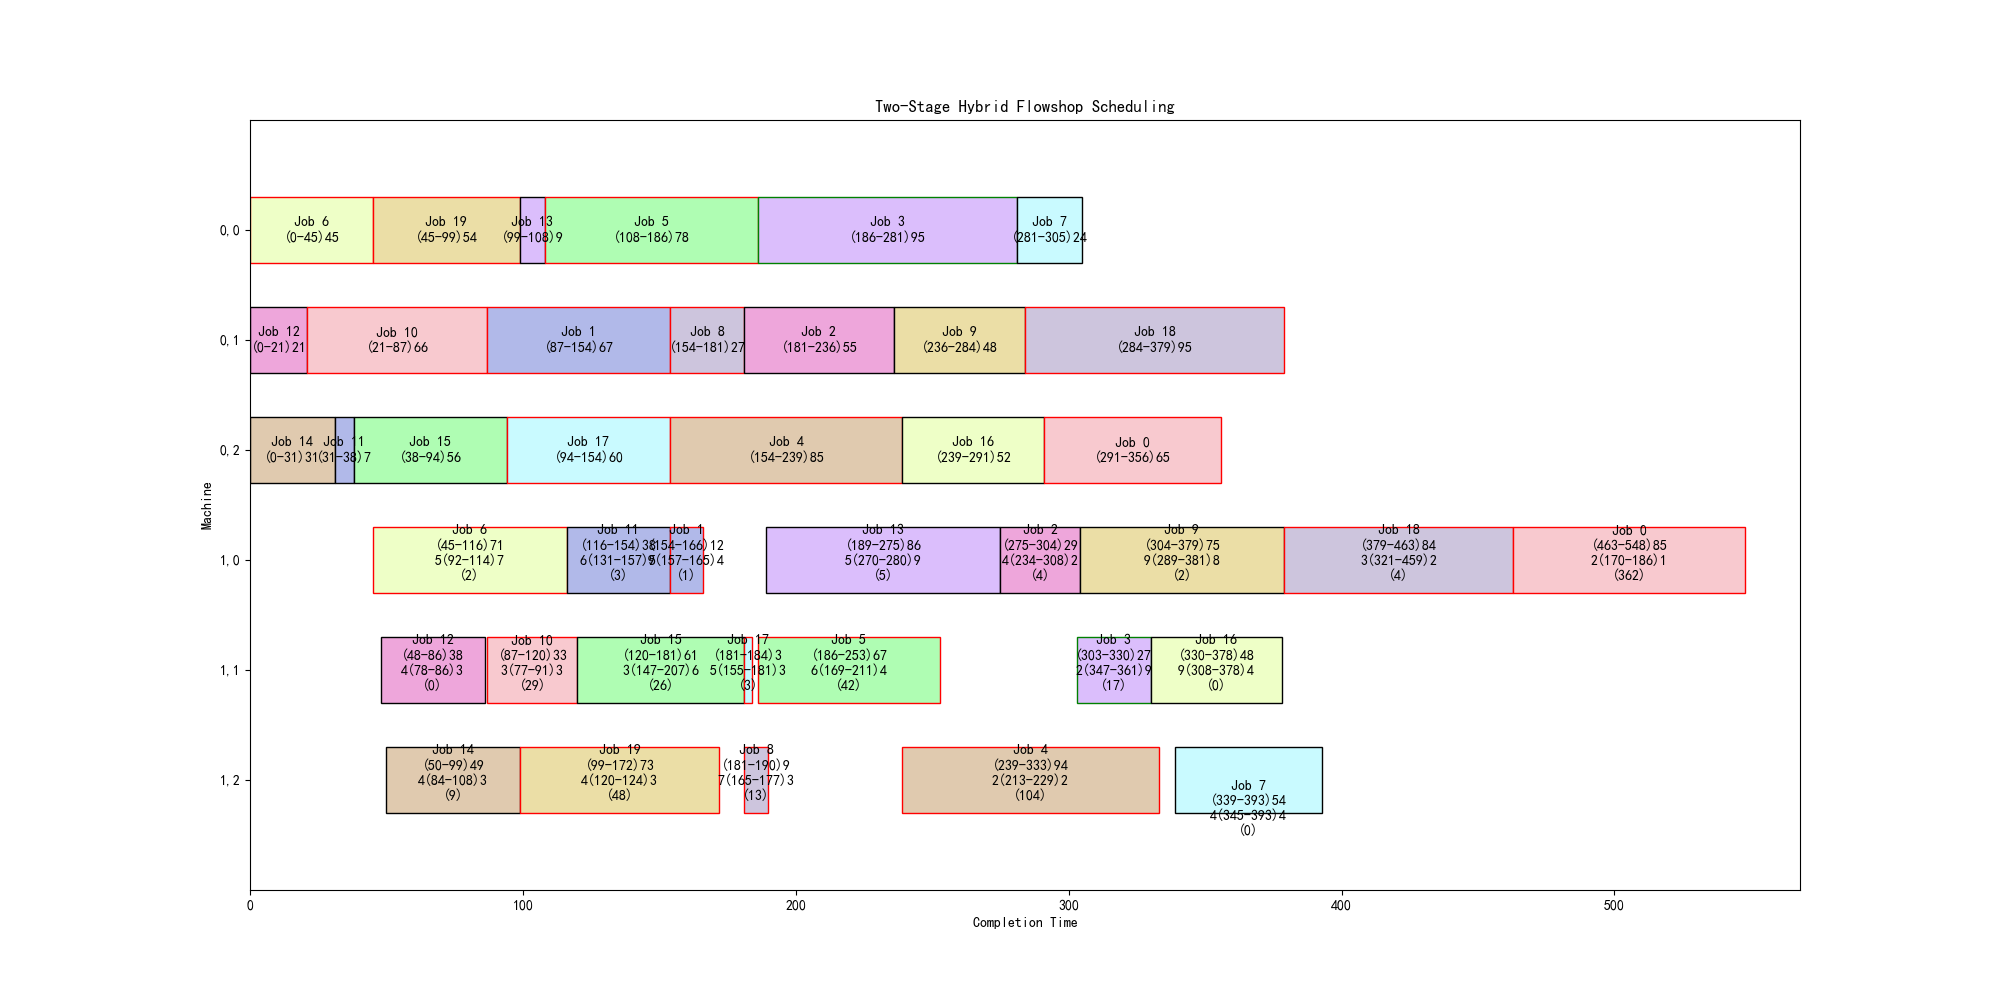 Two-Stage Hybrid Flowshop Scheduling
0,0
Job 6
(0-45)45
Job 19
(45-99)54
Job 13
(99-108)9
Job 5
(108-186)78
Job 3
(186-281)95
Job 7
(281-305)24
0,1
Job 12
(0-21)21
Job 10
(21-87)66
Job 1
(87-154)67
Job 8
(154-181)27
Job 2
(181-236)55
Job 9
(236-284)48
Job 18
(284-379)95
0,2
Job 14
(0-31)31
Job 11
(31-38)7
Job 15
(38-94)56
Job 17
(94-154)60
Job 4
(154-239)85
Job 16
(239-291)52
Job 0
(291-356)65
Machine
1,0
Job 6
(45-116)71
5(92-114)7
(2)
Job 11
(116-154)38
6(131-157)9
(3)
Job 1
(154-166)12
5(157-165)4
(1)
Job 13
(189-275)86
5(270-280)9
(5)
Job 2
(275-304)29
4(234-308)2
(4)
Job 9
(304-379)75
9(289-381)8
(2)
Job 18
(379-463)84
3(321-459)2
(4)
Job 0
(463-548)85
2(170-186)1
(362)
1,1
Job 12
(48-86)38
4(78-86)3
(0)
Job 10
(87-120)33
3(77-91)3
(29)
Job 15
(120-181)61
3(147-207)6
(26)
Job 17
(181-184)3
5(155-181)3
(3)
Job 5
(186-253)67
6(169-211)4
(42)
Job 3
(303-330)27
2(347-361)9
(17)
Job 16
(330-378)48
9(308-378)4
(0)
1,2
Job 14
(50-99)49
4(84-108)3
(9)
Job 19
(99-172)73
4(120-124)3
(48)
Job 8
(181-190)9
7(165-177)3
(13)
Job 4
(239-333)94
2(213-229)2
(104)
Job 7
(339-393)54
4(345-393)4
(0)
0
100
200
300
400
500
Completion Time